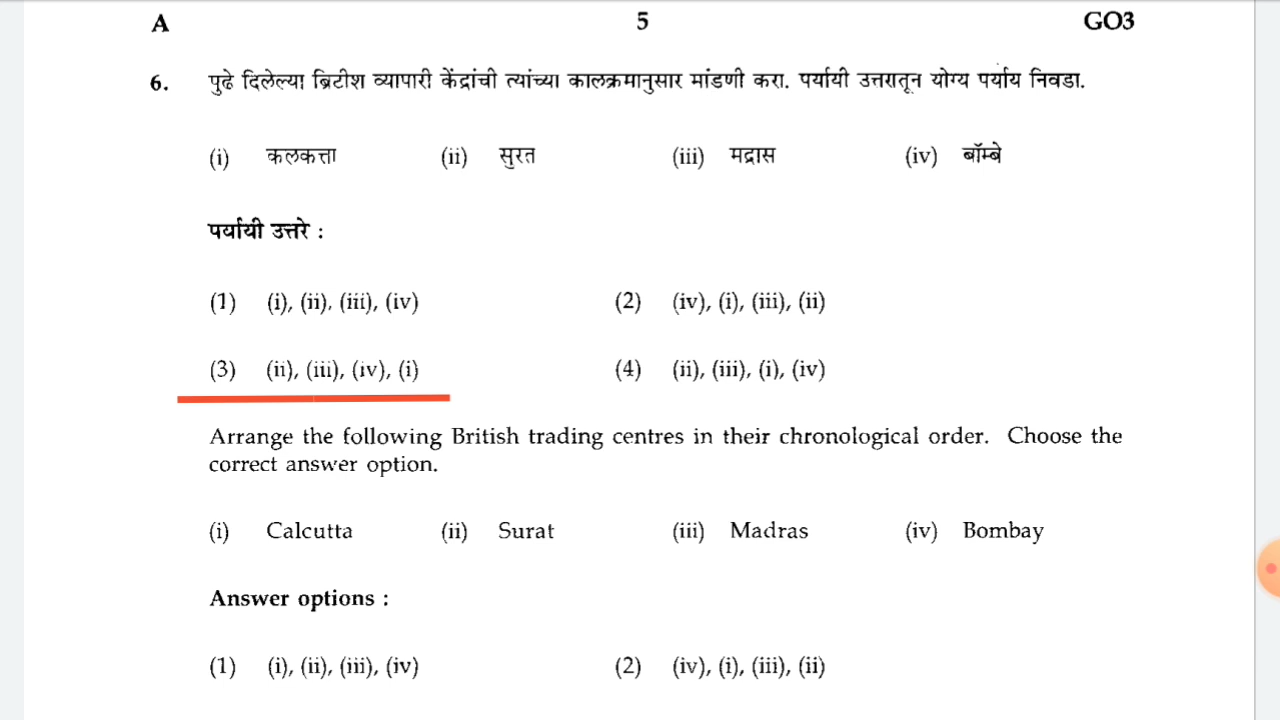 A 5 GO3
6. पुढे दिलेल्या ब्रिटीश व्यापारी केंद्रांची त्यांच्या कालक्रमानुसार मांडणी करा. पर्यायी उत्तरातून योग्य पर्याय निवडा.
(i) कलकत्ता (ii) सुरत (iii) मद्रास (iv) बॉम्बे
पर्यायी उत्तरे :
(1) (i), (ii), (iii), (iv) (2) (iv), (i), (iii), (ii)
(3) (ii), (iii), (iv), (i) (4) (ii), (iii), (i), (iv)
Arrange the following British trading centres in their chronological order. Choose the
correct answer option.
(i) Calcutta (ii) Surat (iii) Madras (iv) Bombay
Answer options :
(1) (i), (ii), (iii), (iv) (2) (iv), (i), (iii), (ii)